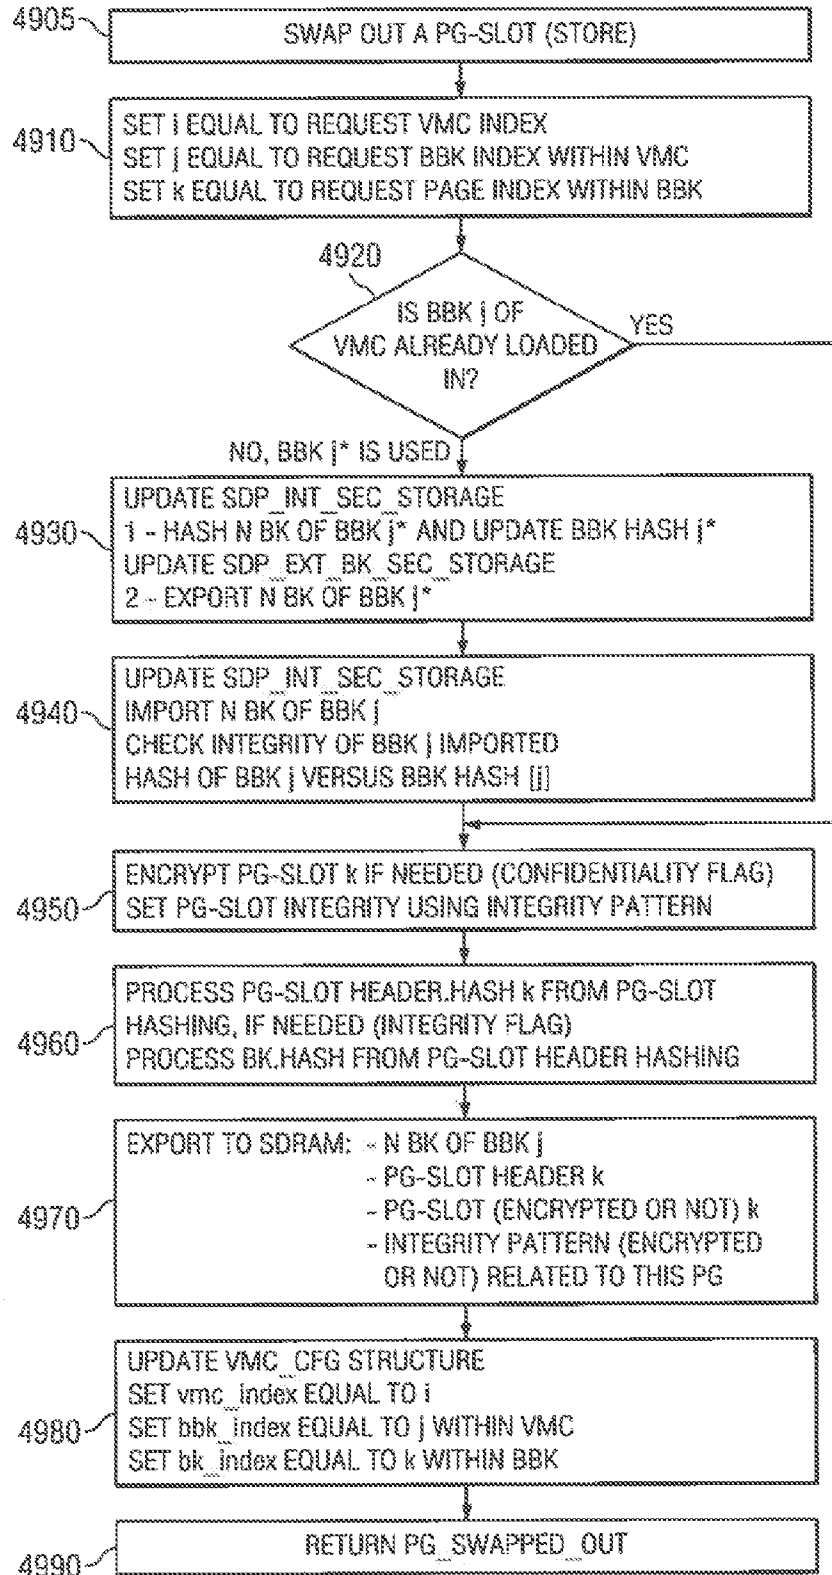 4905
SWAP OUT A PG-SLOT (STORE)
4910
SET i EQUAL TO REQUEST VMC INDEX
SET j EQUAL TO REQUEST BBK INDEX WITHIN VMC
SET k EQUAL TO REQUEST PAGE INDEX WITHIN BBK
4920
IS BBK j OF
VMC ALREADY LOADED
IN?
YES
NO, BBK j* IS USED
4930
UPDATE SDP_INT_SEC_STORAGE
1 - HASH N BK OF BBK j* AND UPDATE BBK HASH j*
UPDATE SDP_EXT_BK_SEC_STORAGE
2 - EXPORT N BK OF BBK j*
4940
UPDATE SDP_INT_SEC_STORAGE
IMPORT N BK OF BBK j
CHECK INTEGRITY OF BBK j IMPORTED
HASH OF BBK j VERSUS BBK HASH [j]
4950
ENCRYPT PG-SLOT k IF NEEDED (CONFIDENTIALITY FLAG)
SET PG-SLOT INTEGRITY USING INTEGRITY PATTERN
4960
PROCESS PG-SLOT HEADER.HASH k FROM PG-SLOT
HASHING, IF NEEDED (INTEGRITY FLAG)
PROCESS BK.HASH FROM PG-SLOT HEADER HASHING
4970
EXPORT TO SDRAM: - N BK OF BBK j
- PG-SLOT HEADER k
- PG-SLOT (ENCRYPTED OR NOT) k
- INTEGRITY PATTERN (ENCRYPTED
OR NOT) RELATED TO THIS PG
4980
UPDATE VMC_CFG STRUCTURE
SET vmc_index EQUAL TO i
SET bbk_index EQUAL TO j WITHIN VMC
SET bk_index EQUAL TO k WITHIN BBK
4990
RETURN PG_SWAPPED_OUT